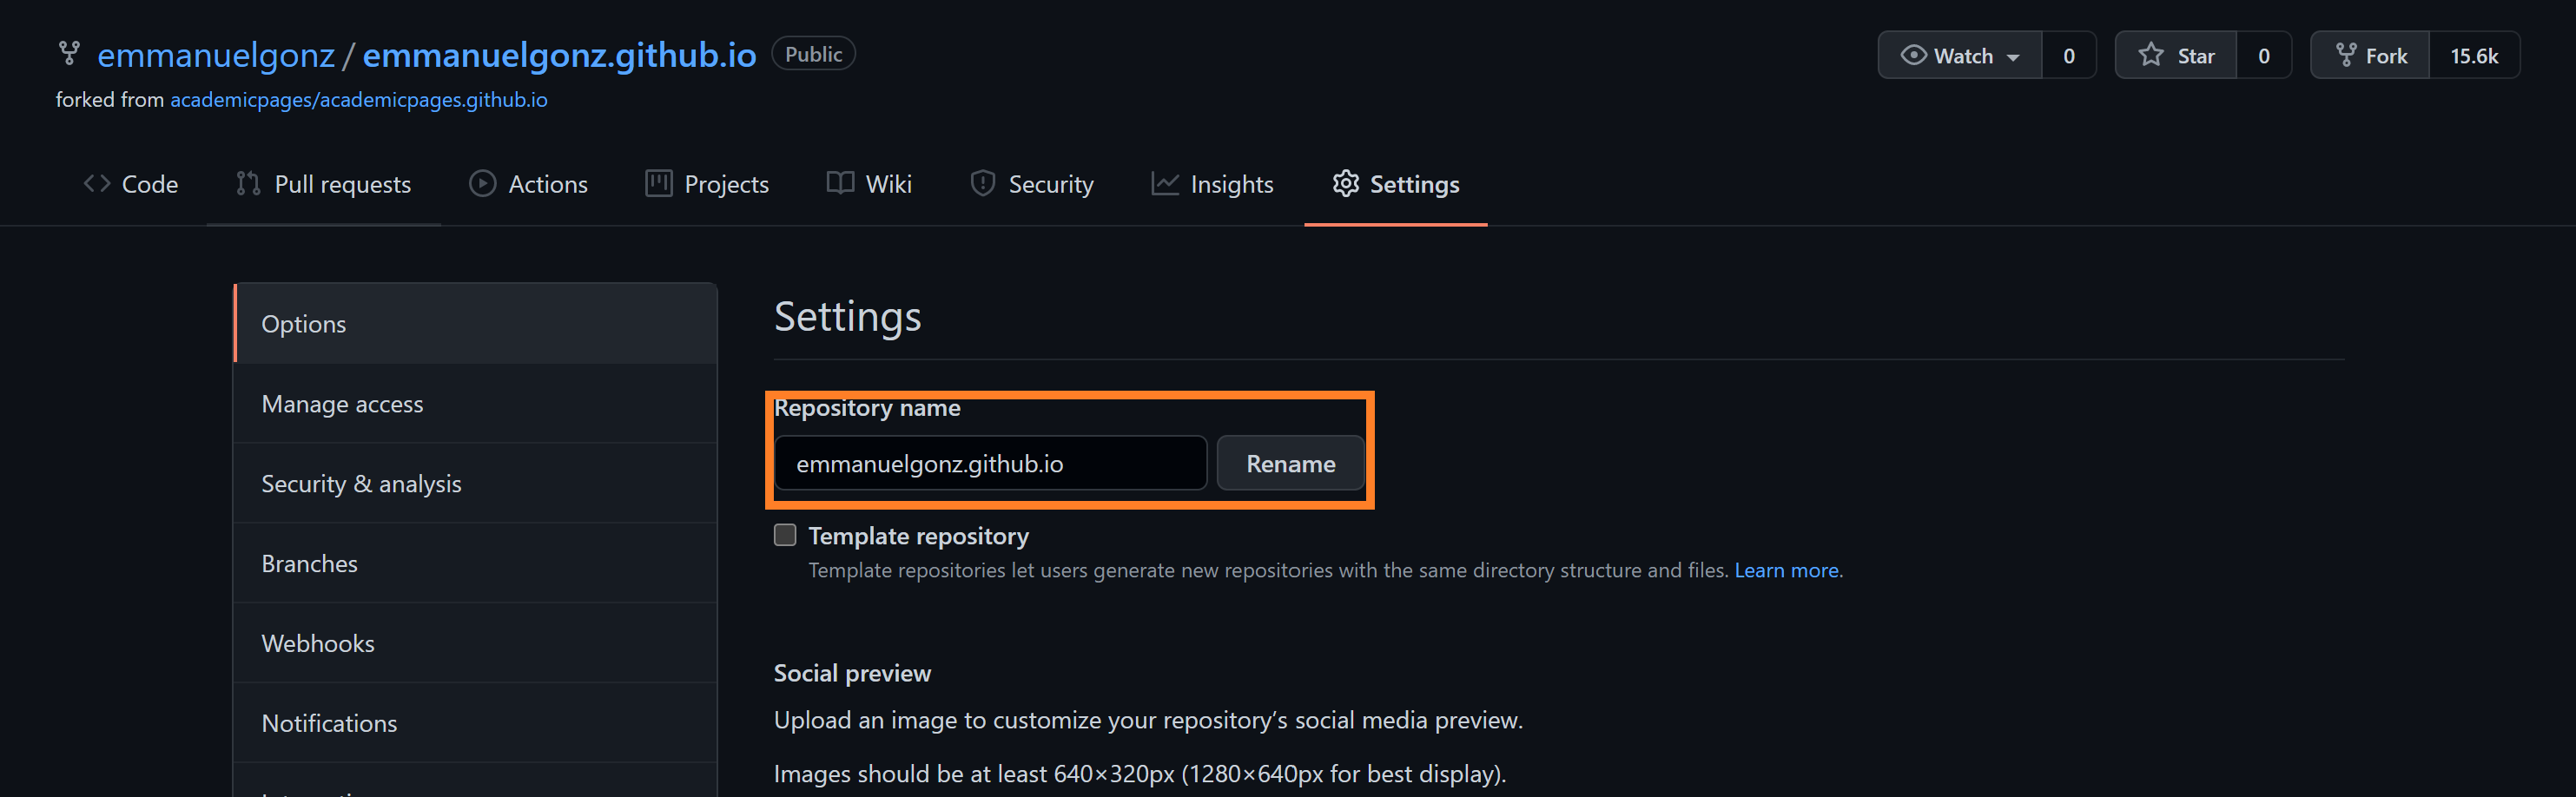 emmanuelgonz / emmanuelgonz.github.io Public Watch 0 Star 0 Fork 15.6k
forked from academicpages/academicpages.github.io
Code Pull requests Actions Projects Wiki Security Insights Settings
Options
Manage access
Security & analysis
Branches
Webhooks
Notifications
Settings
Repository name
emmanuelgonz.github.io Rename
Template repository
Template repositories let users generate new repositories with the same directory structure and files. Learn more.
Social preview
Upload an image to customize your repository’s social media preview.
Images should be at least 640×320px (1280×640px for best display).